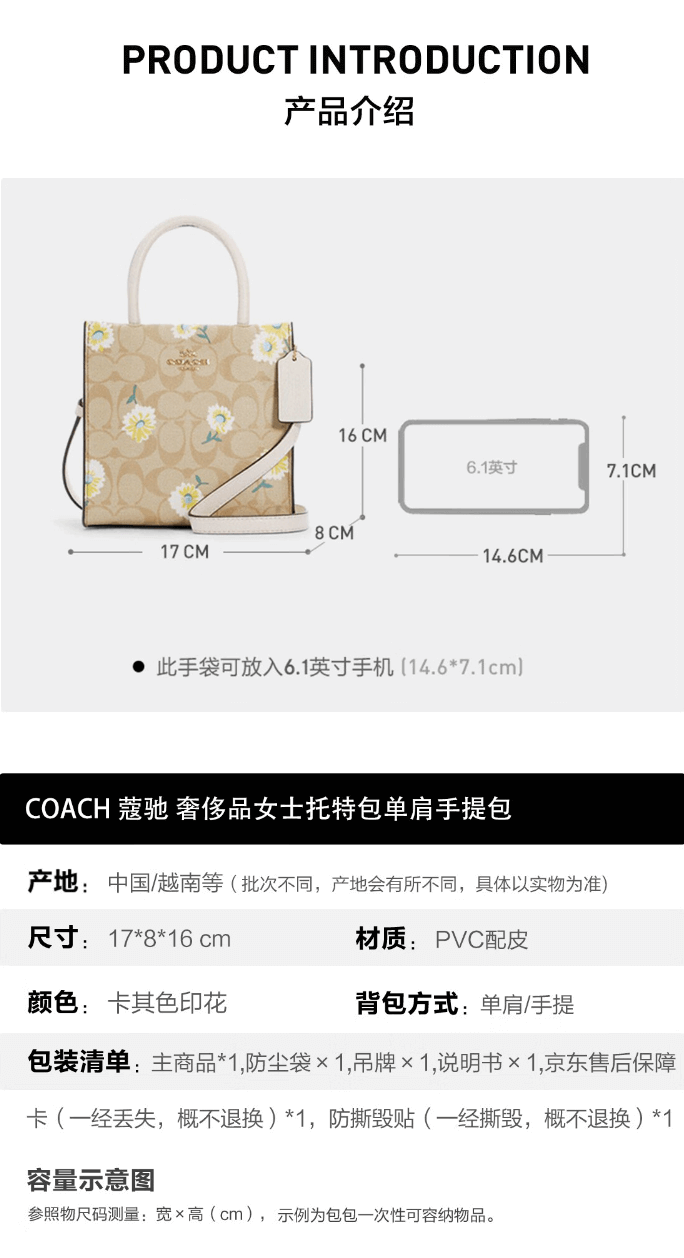 PRODUCT INTRODUCTION
产品介绍
COACH
16 CM
6.1英寸
7.1CM
8 CM
17 CM
14.6CM
● 此手袋可放入6.1英寸手机 (14.6*7.1cm)
COACH 蔻驰 奢侈品女士托特包单肩手提包
产地： 中国/越南等（批次不同，产地会有所不同，具体以实物为准)
尺寸： 17*8*16 cm 材质： PVC配皮
颜色： 卡其色印花 背包方式：单肩/手提
包装清单：主商品*1,防尘袋×1,吊牌×1,说明书×1,京东售后保障
卡（一经丢失，概不退换）*1，防撕毁贴（一经撕毁，概不退换）*1
容量示意图
参照物尺码测量：宽×高（cm），示例为包包一次性可容纳物品。